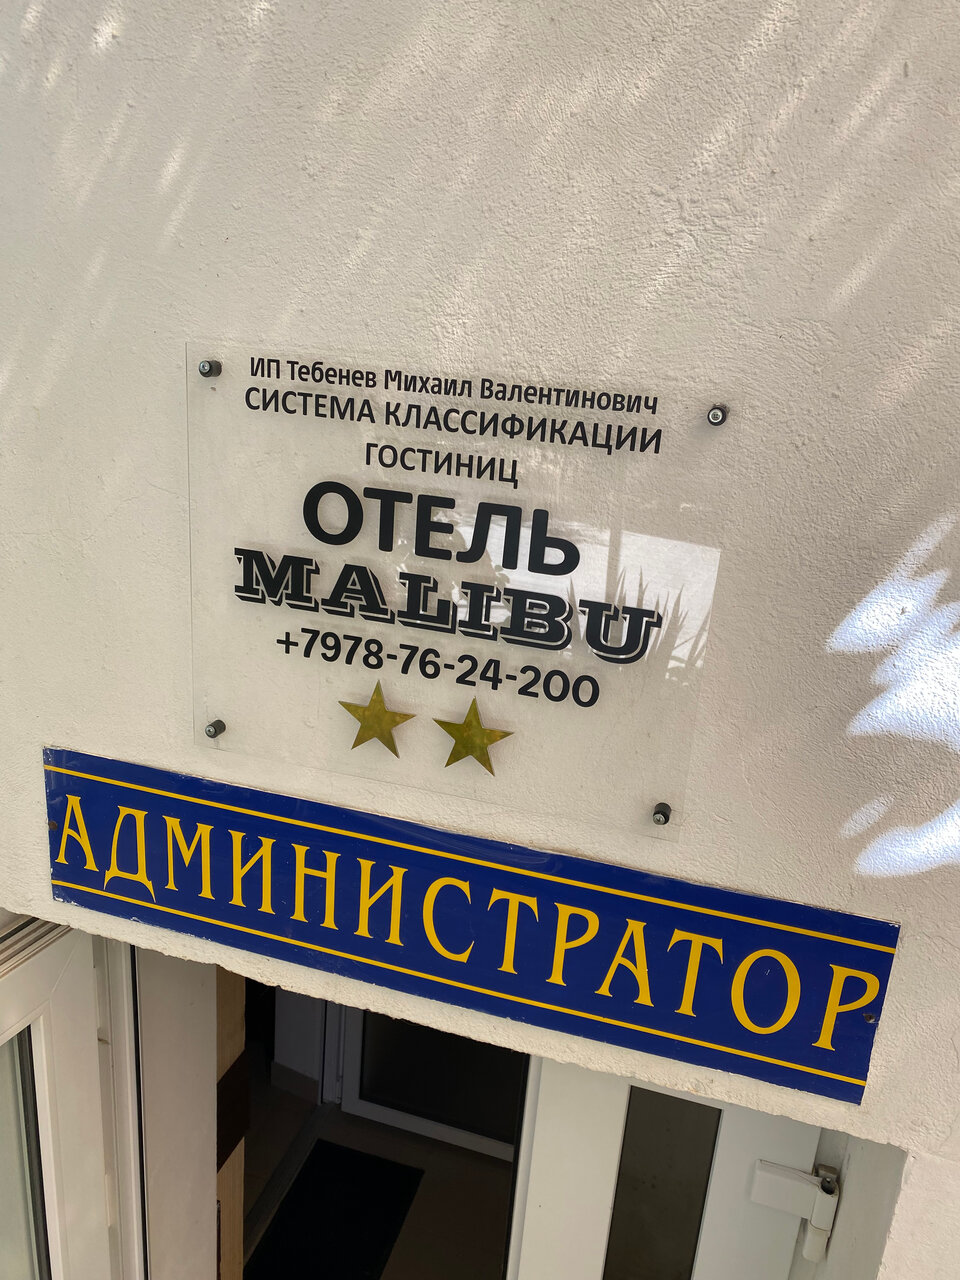 ИП Тебенев Михаил Валентинович
СИСТЕМА КЛАССИФИКАЦИИ
ГОСТИНИЦ
ОТЕЛЬ
MALIBU
+7978-76-24-200
АДМИНИСТРАТОР